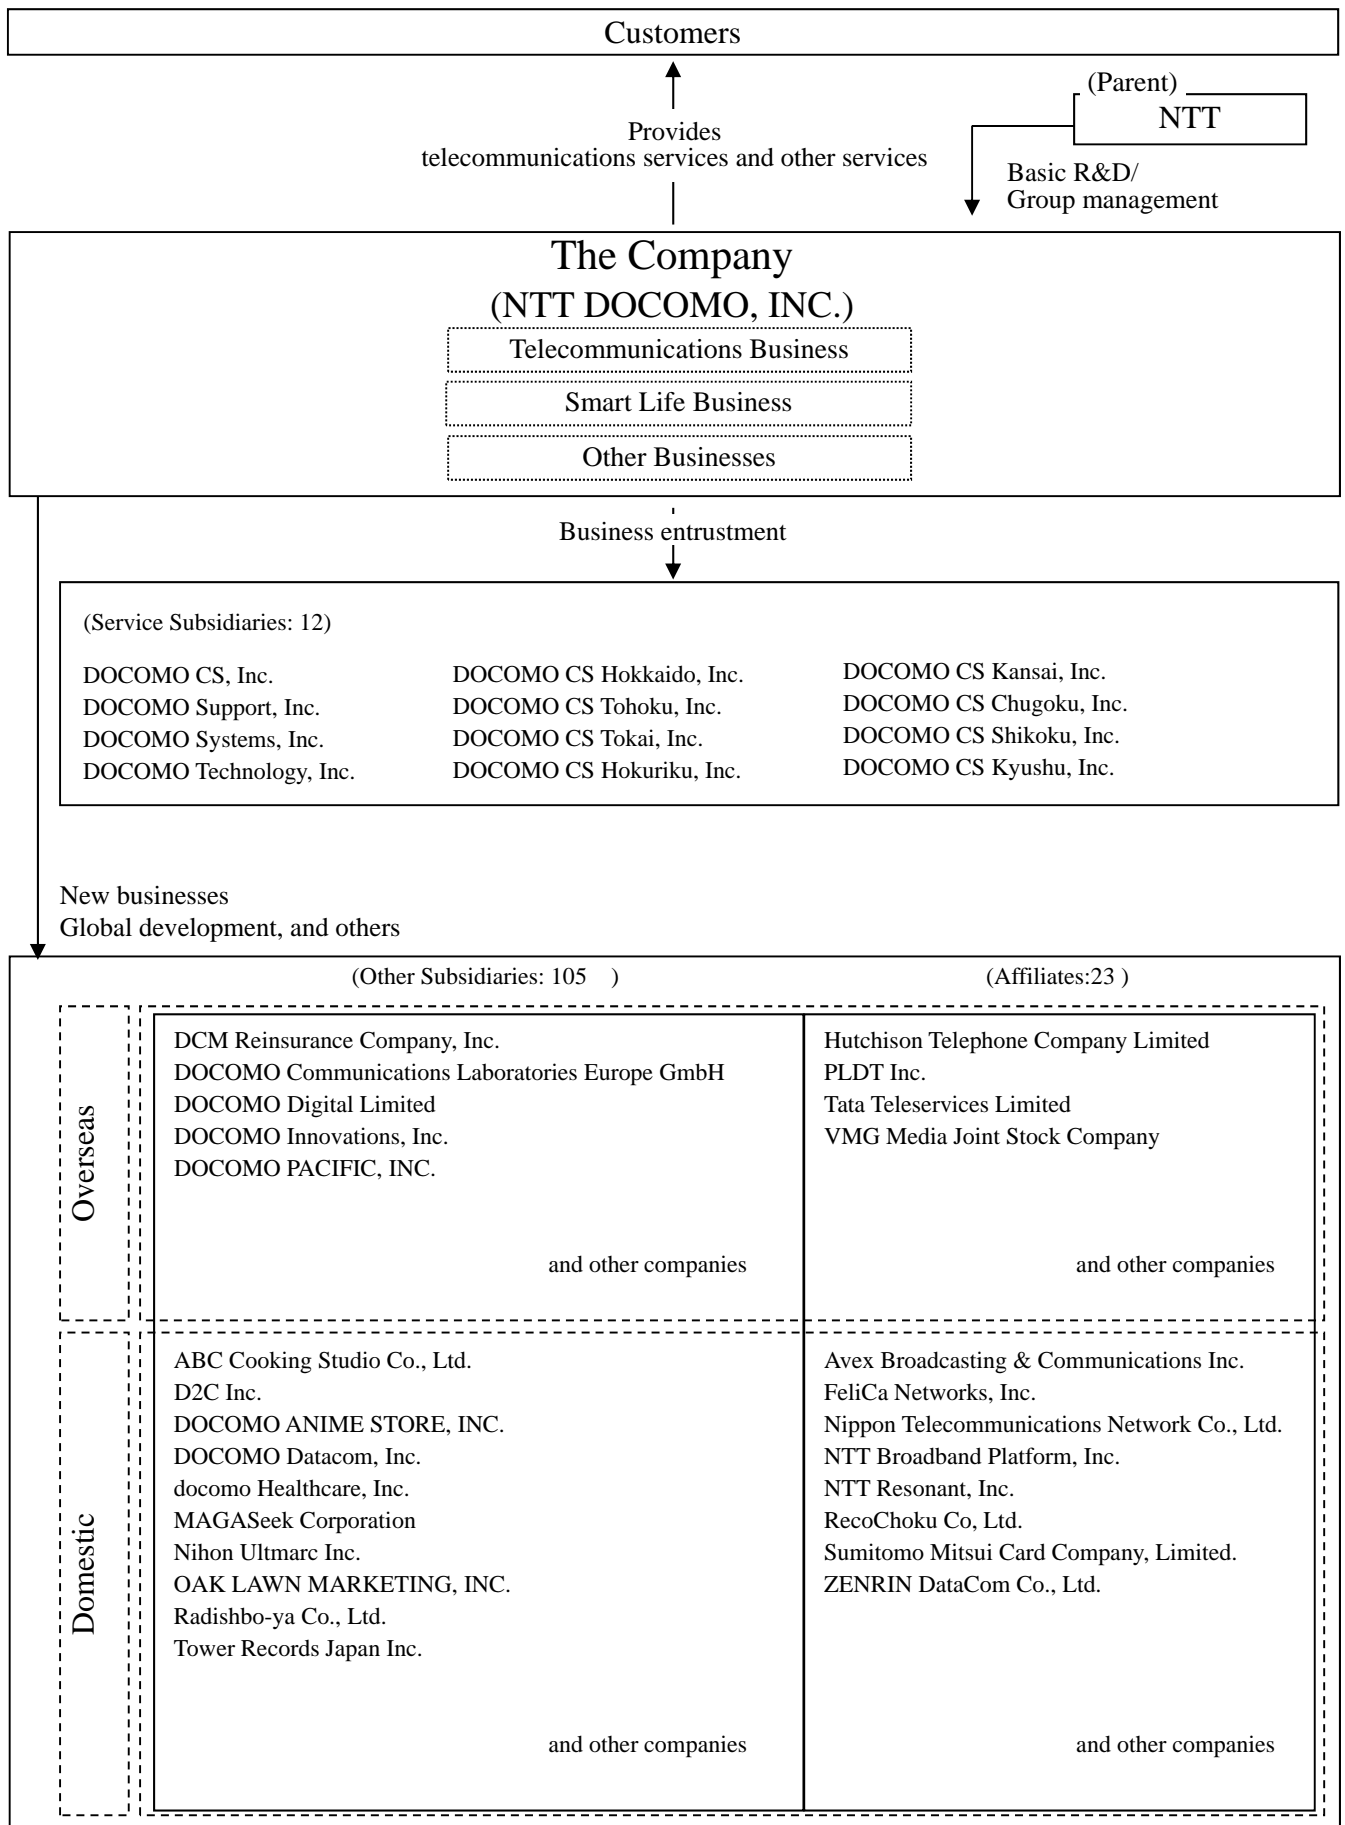 Customers
(Parent)
NTT
Provides
telecommunications services and other services
Basic R&D/
Group management
The Company
(NTT DOCOMO, INC.)
Telecommunications Business
Smart Life Business
Other Businesses
Business entrustment
(Service Subsidiaries: 12)
DOCOMO CS, Inc.
DOCOMO Support, Inc.
DOCOMO Systems, Inc.
DOCOMO Technology, Inc.
DOCOMO CS Hokkaido, Inc.
DOCOMO CS Tohoku, Inc.
DOCOMO CS Tokai, Inc.
DOCOMO CS Hokuriku, Inc.
DOCOMO CS Kansai, Inc.
DOCOMO CS Chugoku, Inc.
DOCOMO CS Shikoku, Inc.
DOCOMO CS Kyushu, Inc.
New businesses
Global development, and others
(Other Subsidiaries: 105 )
(Affiliates:23 )
Overseas
DCM Reinsurance Company, Inc.
DOCOMO Communications Laboratories Europe GmbH
DOCOMO Digital Limited
DOCOMO Innovations, Inc.
DOCOMO PACIFIC, INC.
and other companies
Hutchison Telephone Company Limited
PLDT Inc.
Tata Teleservices Limited
VMG Media Joint Stock Company
and other companies
Domestic
ABC Cooking Studio Co., Ltd.
D2C Inc.
DOCOMO ANIME STORE, INC.
DOCOMO Datacom, Inc.
docomo Healthcare, Inc.
MAGASeek Corporation
Nihon Ultmarc Inc.
OAK LAWN MARKETING, INC.
Radishbo-ya Co., Ltd.
Tower Records Japan Inc.
and other companies
Avex Broadcasting & Communications Inc.
FeliCa Networks, Inc.
Nippon Telecommunications Network Co., Ltd.
NTT Broadband Platform, Inc.
NTT Resonant, Inc.
RecoChoku Co, Ltd.
Sumitomo Mitsui Card Company, Limited.
ZENRIN DataCom Co., Ltd.
and other companies